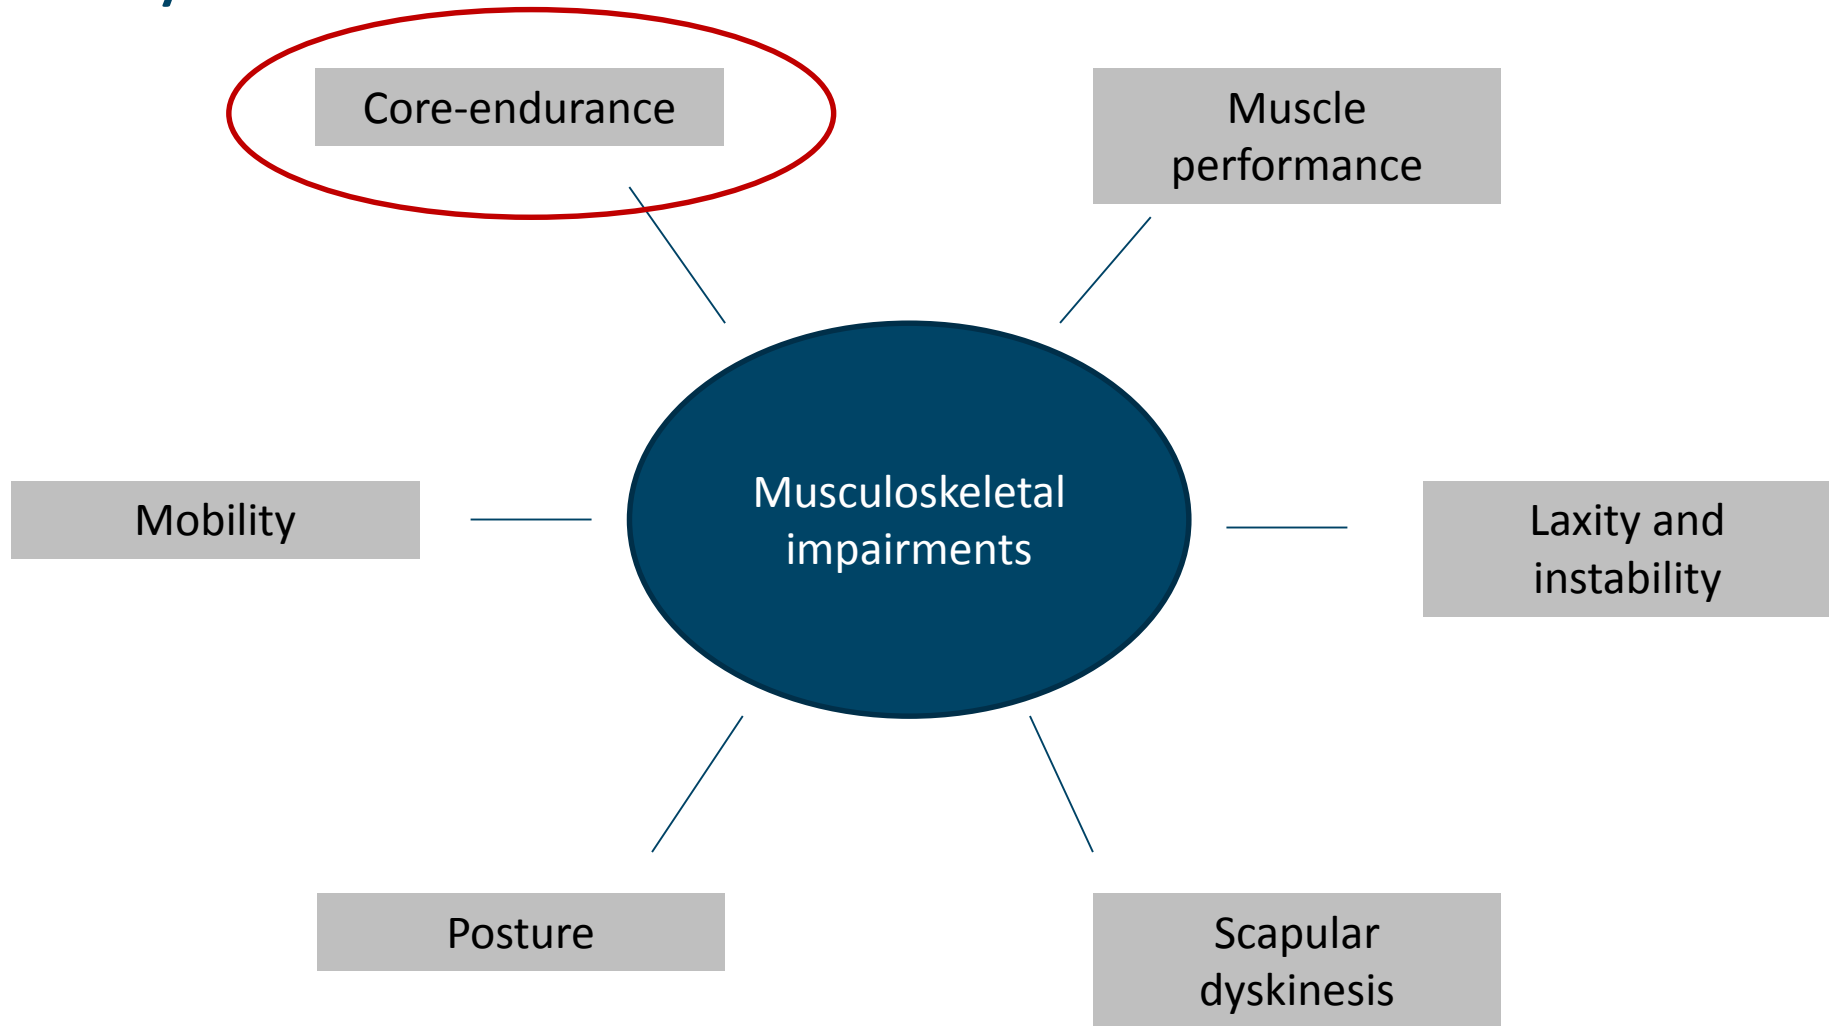 Core-endurance
Muscle
performance
Musculoskeletal
impairments
Mobility
Laxity and
instability
Posture
Scapular
dyskinesis